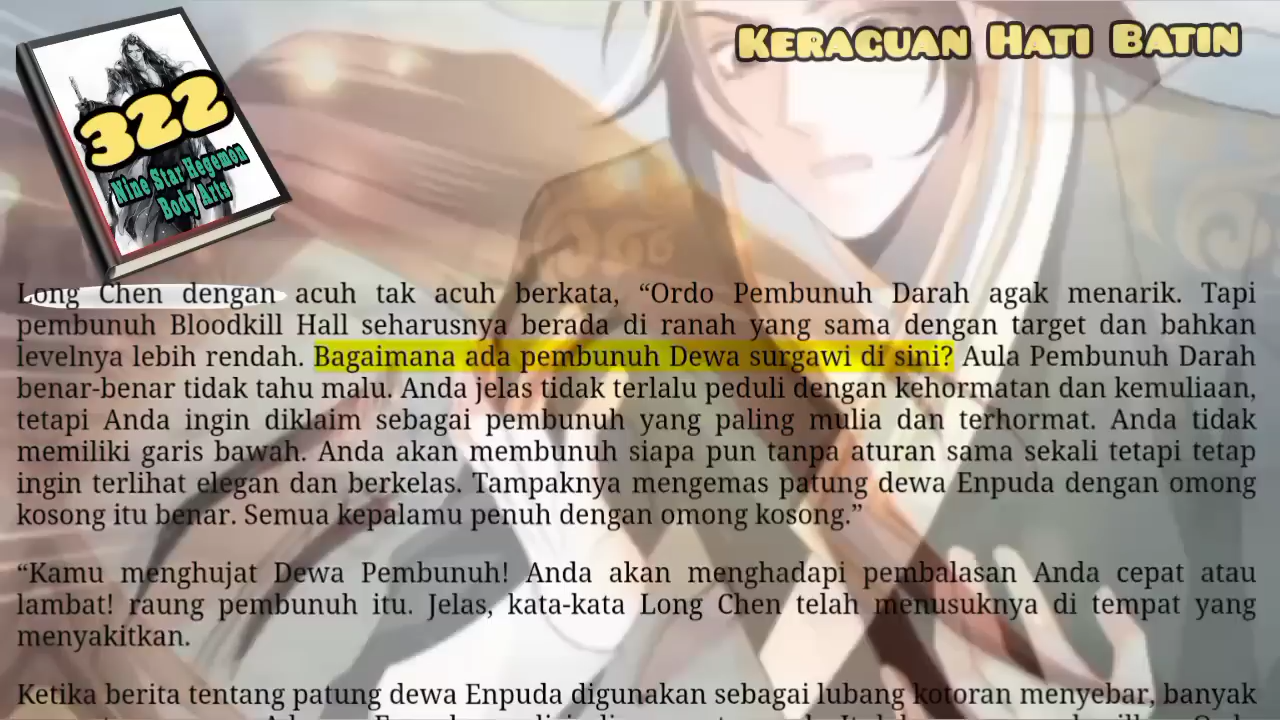 KERAGUAN HATI BATIN
322
Nine Star Hegemon
Body Arts
Long Chen dengan acuh tak acuh berkata, “Ordo Pembunuh Darah agak menarik. Tapi
pembunuh Bloodkill Hall seharusnya berada di ranah yang sama dengan target dan bahkan
levelnya lebih rendah. Bagaimana ada pembunuh Dewa surgawi di sini? Aula Pembunuh Darah
benar-benar tidak tahu malu. Anda jelas tidak terlalu peduli dengan kehormatan dan kemuliaan,
tetapi Anda ingin diklaim sebagai pembunuh yang paling mulia dan terhormat. Anda tidak
memiliki garis bawah. Anda akan membunuh siapa pun tanpa aturan sama sekali tetapi tetap
ingin terlihat elegan dan berkelas. Tampaknya mengemas patung dewa Enpuda dengan omong
kosong itu benar. Semua kepalamu penuh dengan omong kosong.”
“Kamu menghujat Dewa Pembunuh! Anda akan menghadapi pembalasan Anda cepat atau
lambat! raung pembunuh itu. Jelas, kata-kata Long Chen telah menusuknya di tempat yang
menyakitkan.
Ketika berita tentang patung dewa Enpuda digunakan sebagai lubang kotoran menyebar, banyak